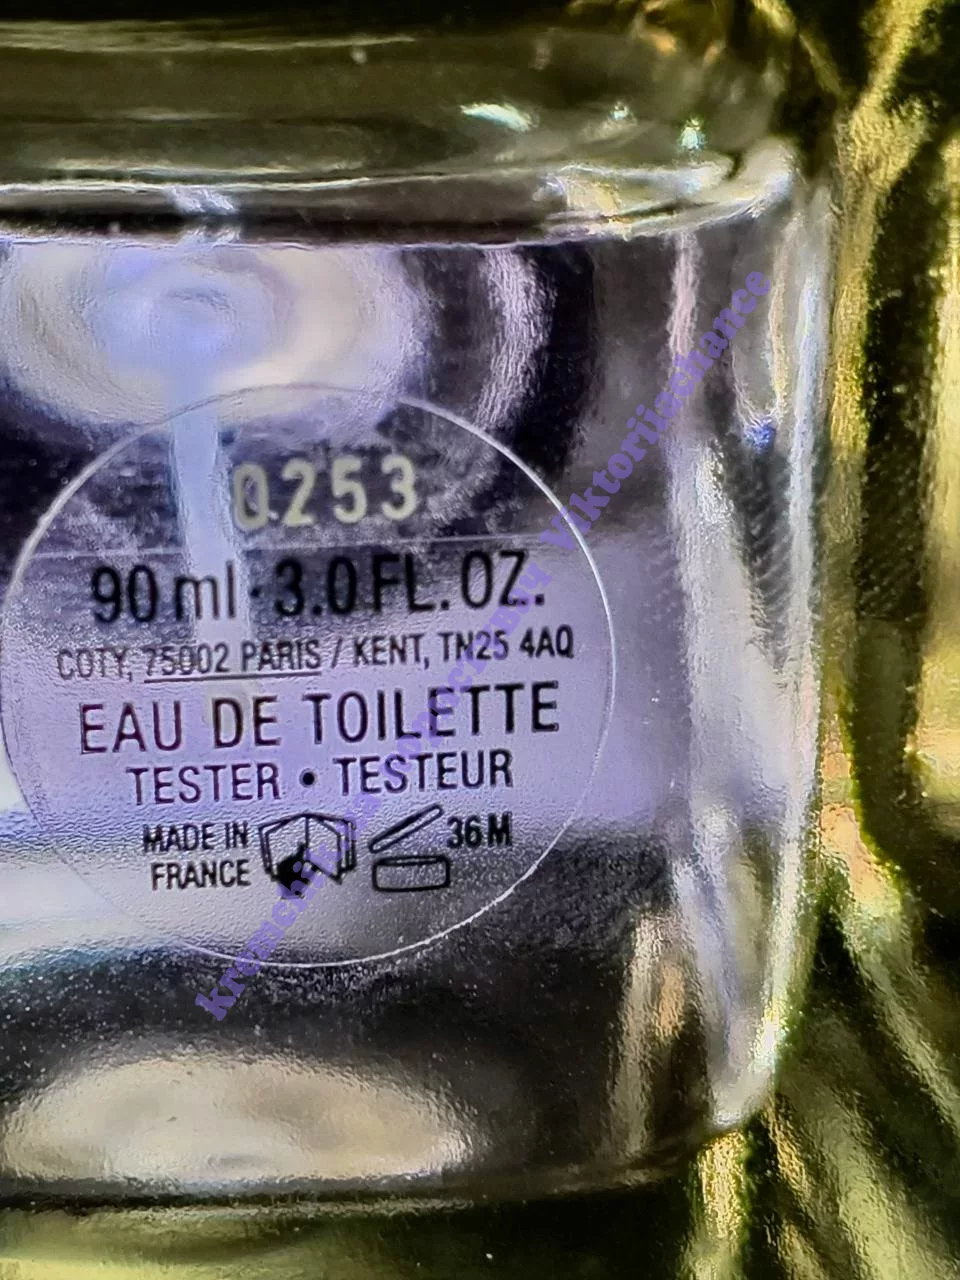 0253
90 ml · 3.0 FL. OZ.
COTY, 75002 PARIS / KENT, TN25 4AQ
EAU DE TOILETTE
TESTER • TESTEUR
MADE IN
FRANCE
36 M
Viktoriiachance